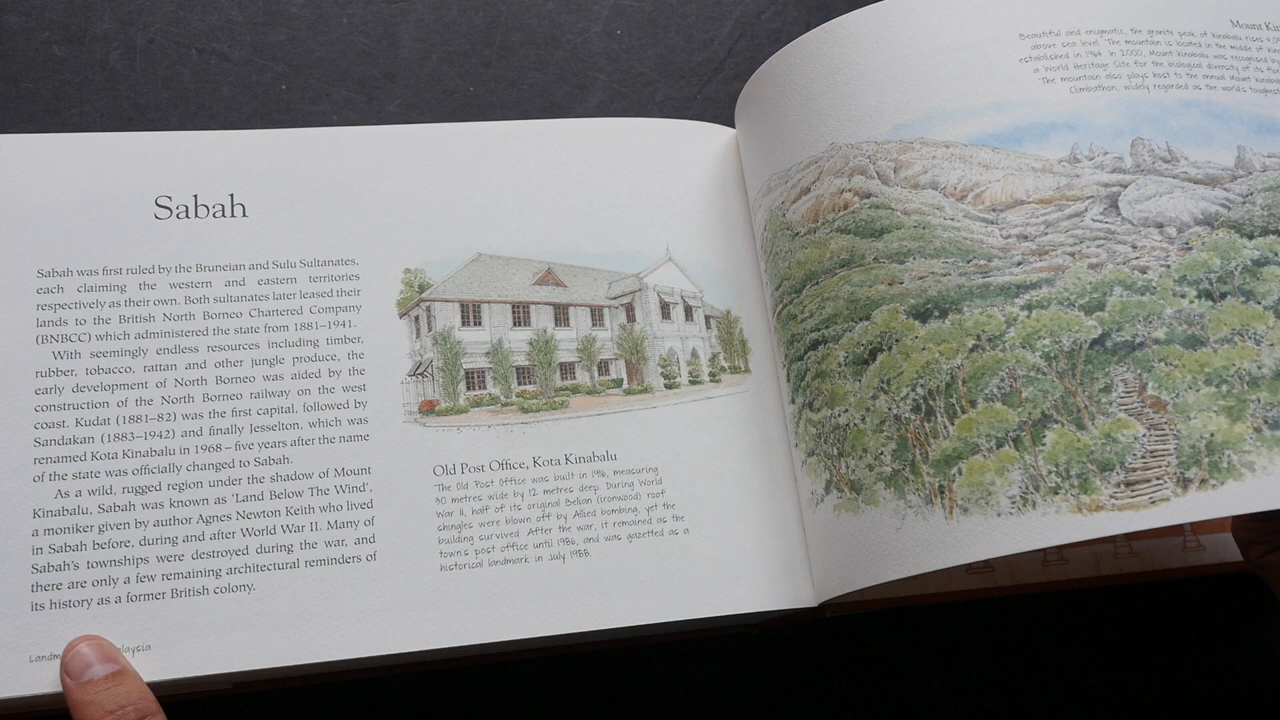 Sabah
Sabah was first ruled by the Bruneian and Sulu Sultanates,
each claiming the western and eastern territories
respectively as their own. Both sultanates later leased their
lands to the British North Borneo Chartered Company
(BNBCC) which administered the state from 1881–1941.
With seemingly endless resources including timber,
rubber, tobacco, rattan and other jungle produce, the
early development of North Borneo was aided by the
construction of the North Borneo railway on the west
coast. Kudat (1881–82) was the first capital, followed by
Sandakan (1883–1942) and finally Jesselton, which was
renamed Kota Kinabalu in 1968 – five years after the name
of the state was officially changed to Sabah.
As a wild, rugged region under the shadow of Mount
Kinabalu, Sabah was known as ‘Land Below The Wind’,
a moniker given by author Agnes Newton Keith who lived
in Sabah before, during and after World War II. Many of
Sabah’s townships were destroyed during the war, and
there are only a few remaining architectural reminders of
its history as a former British colony.
Old Post Office, Kota Kinabalu
The Old Post Office was built in 1916, measuring
30 metres wide by 12 metres deep. During World
War II, half of its original Belian (ironwood) roof
shingles were blown off by Allied bombing, yet the
building survived. After the war, it remained as the
town's post office until 1986, and was gazetted as a
historical landmark in July 1988.
Mount
Beautiful and enigmatic, the granite peak of Kinabalu rises
above sea level. The mountain is located in the middle of
established in 1964. In 2000, Mount Kinabalu was recognised by
a World Heritage Site for the biological diversity of its
The mountain also plays host to the annual Mount
Climbathon, widely regarded as the world's